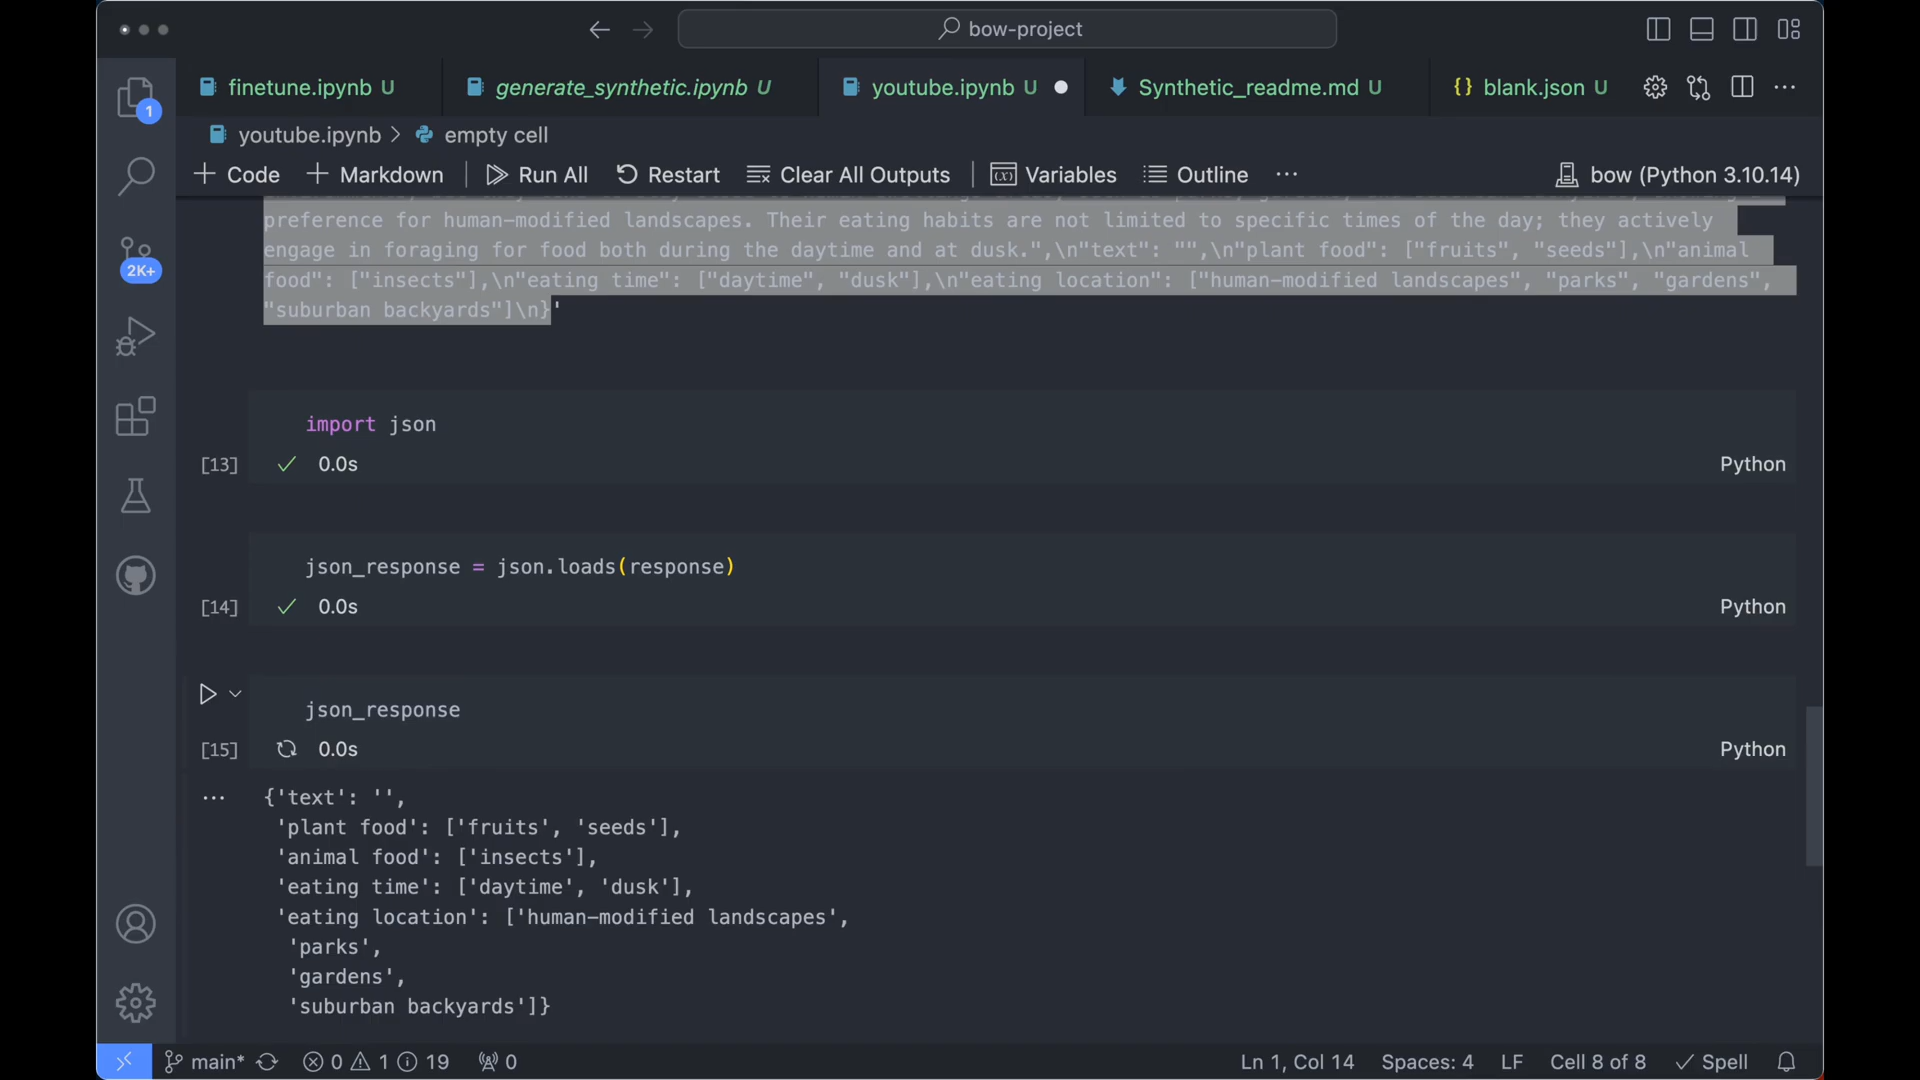 bow-project
finetune.ipynb U
generate_synthetic.ipynb U
youtube.ipynb U
Synthetic_readme.md U
{} blank.json U
1
youtube.ipynb > empty cell
+ Code + Markdown Run All Restart Clear All Outputs Variables Outline ...
bow (Python 3.10.14)
preference for human-modified landscapes. Their eating habits are not limited to specific times of the day; they actively
engage in foraging for food both during the daytime and at dusk.",\n"text": "",\n"plant food": ["fruits", "seeds"],\n"animal
food": ["insects"],\n"eating time": ["daytime", "dusk"],\n"eating location": ["human-modified landscapes", "parks", "gardens",
"suburban backyards"]\n}'
2K+
import json
[13] 0.0s Python
json_response = json.loads(response)
[14] 0.0s Python
json_response
[15] 0.0s Python
{'text': '',
'plant food': ['fruits', 'seeds'],
'animal food': ['insects'],
'eating time': ['daytime', 'dusk'],
'eating location': ['human-modified landscapes',
'parks',
'gardens',
'suburban backyards']}
main* 0 1 19 0 Ln 1, Col 14 Spaces: 4 LF Cell 8 of 8 Spell